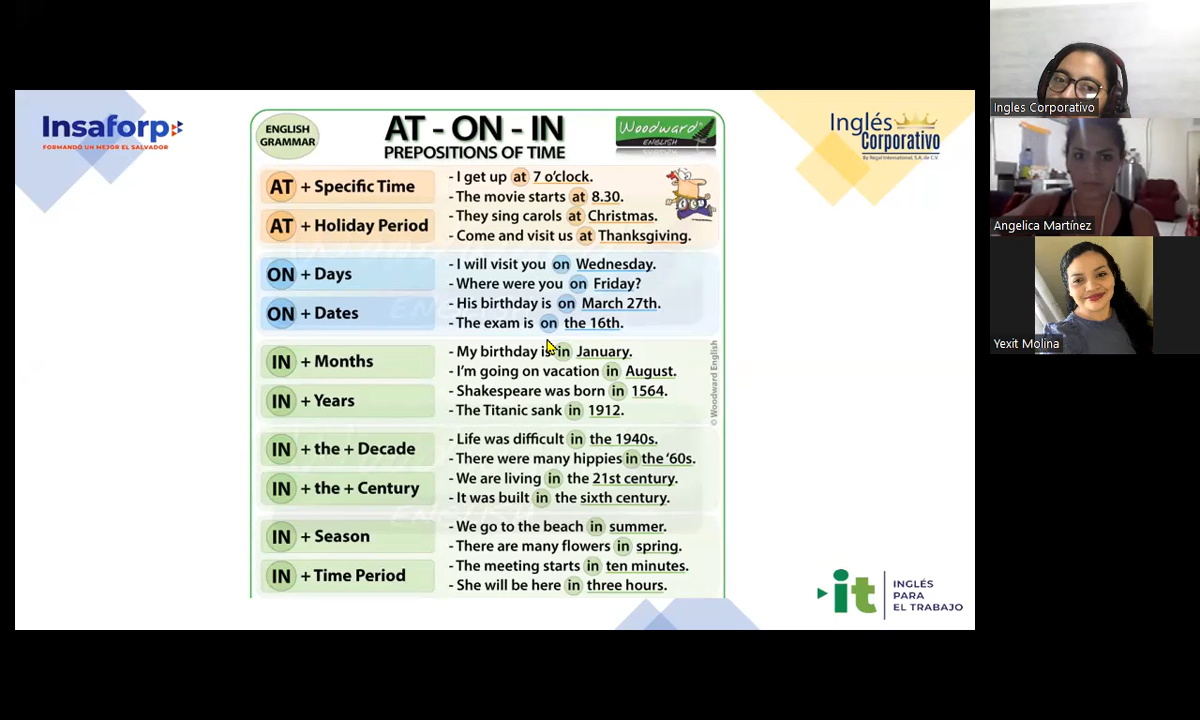 Insaforp
FORMANDO UN MEJOR EL SALVADOR
ENGLISH
GRAMMAR
AT - ON - IN
PREPOSITIONS OF TIME
Woodward
ENGLISH
Inglés
Corporativo
By Regal International, S.A. de C.V.
AT + Specific Time
- I get up at 7 o'clock.
- The movie starts at 8.30.
AT + Holiday Period
- They sing carols at Christmas.
- Come and visit us at Thanksgiving.
ON + Days
- I will visit you on Wednesday.
- Where were you on Friday?
ON + Dates
- His birthday is on March 27th.
- The exam is on the 16th.
IN + Months
- My birthday is in January.
- I'm going on vacation in August.
IN + Years
- Shakespeare was born in 1564.
- The Titanic sank in 1912.
IN + the + Decade
- Life was difficult in the 1940s.
- There were many hippies in the '60s.
IN + the + Century
- We are living in the 21st century.
- It was built in the sixth century.
IN + Season
- We go to the beach in summer.
- There are many flowers in spring.
IN + Time Period
- The meeting starts in ten minutes.
- She will be here in three hours.
© Woodward English
it
INGLÉS
PARA
EL TRABAJO
Ingles Corporativo
Angelica Martínez
Yexit Molina